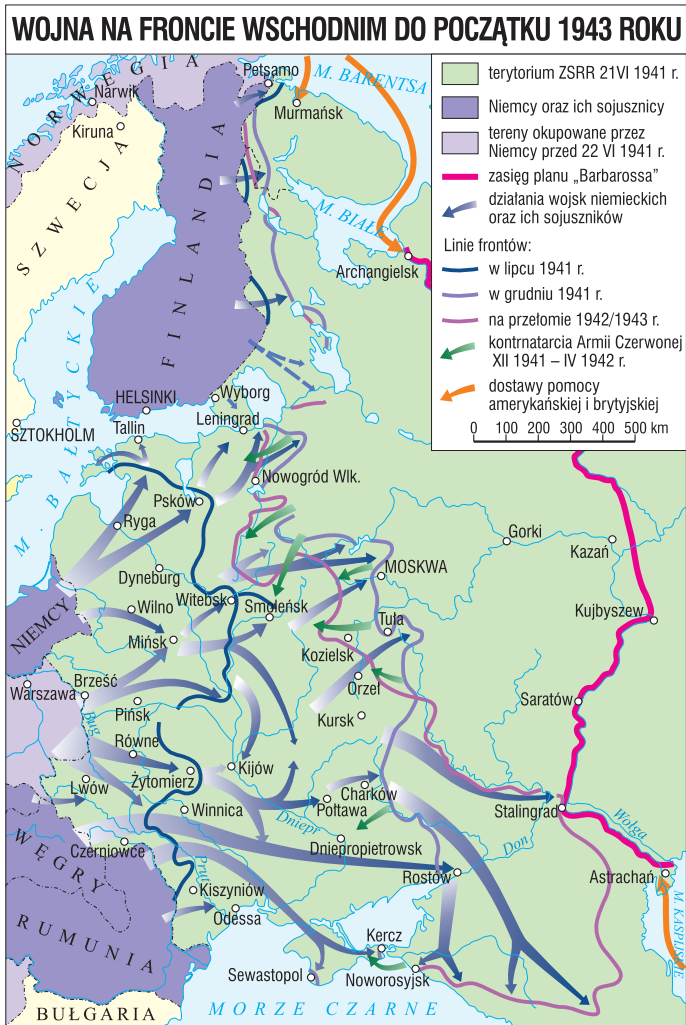 WOJNA NA FRONCIE WSCHODNIM DO POCZĄTKU 1943 ROKU
terytorium ZSRR 21VI 1941 r.
Niemcy oraz ich sojusznicy
tereny okupowane przez
Niemcy przed 22 VI 1941 r.
zasięg planu „Barbarossa”
działania wojsk niemieckich
oraz ich sojuszników
Linie frontów:
w lipcu 1941 r.
w grudniu 1941 r.
na przełomie 1942/1943 r.
kontrnatarcia Armii Czerwonej
XII 1941 – IV 1942 r.
dostawy pomocy
amerykańskiej i brytyjskiej
0 100 200 300 400 500 km
NORWEGIA
Petsamo
M. BARENTSA
Narwik
Murmańsk
Kiruna
SZWECJA
FINLANDIA
M. BIAŁE
Archangielsk
M. BAŁTYCKIE
HELSINKI
Wyborg
SZTOKHOLM
Tallin
Leningrad
Nowogród Wlk.
Psków
Ryga
Gorki
Kazań
Dyneburg
MOSKWA
NIEMCY
Wilno
Witebsk
Smoleńsk
Kujbyszew
Mińsk
Tuła
Kozielsk
Warszawa
Brześć
Orzeł
Saratów
Bug
Pińsk
Kursk
Równe
Kijów
Lwów
Żytomierz
Charków
Połtawa
Stalingrad
Wołga
Winnica
Dniepr
Don
WĘGRY
Czerniowce
Dniepropietrowsk
Prut
Rostów
Astrachań
Kiszyniów
Odessa
M. KASPIJSKIE
RUMUNIA
Kercz
Sewastopol
Noworosyjsk
BUŁGARIA
MORZE CZARNE